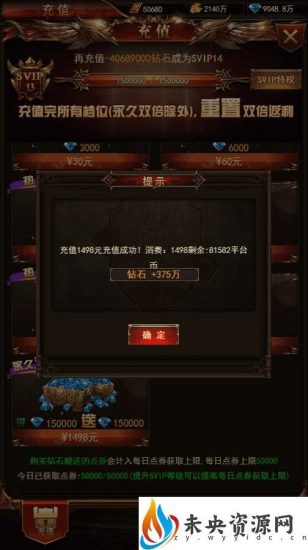 充值
50680
2140万
9048.8万
充值
再充值-40689000钻石成为SVIP14
SVIP
13
1500000 1500000
SVIP特权
充值完所有档位(永久双倍除外),重置双倍返利
3000
6000
¥30元
¥60元
提示
充值1498元充值成功!消费:1498剩余:81582平台
币
钻石 +375万
确定
永久
得 150000 送 150000
¥1498元
购买钻石赠送的点券会计入每日点券获取上限,每日点券上限50000
今日已获取点券:50000/50000(提升SVIP等级可以提高每日点券获取上限)
充值
未央资源网